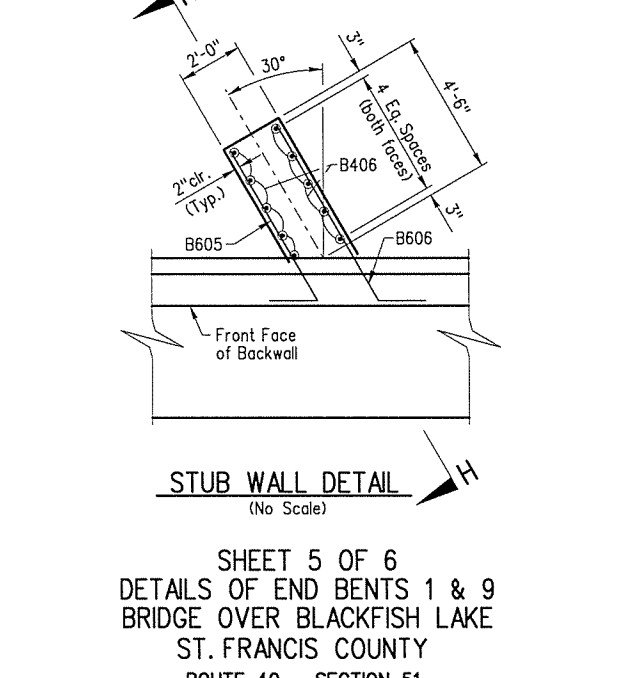 2'-0"
30°
3"
4 Eq. Spaces
(both faces)
4'-6"
3"
2" clr.
(Typ.)
B406
B605
B606
Front Face
of Backwall
H
STUB WALL DETAIL
(No Scale)
SHEET 5 OF 6
DETAILS OF END BENTS 1 & 9
BRIDGE OVER BLACKFISH LAKE
ST. FRANCIS COUNTY